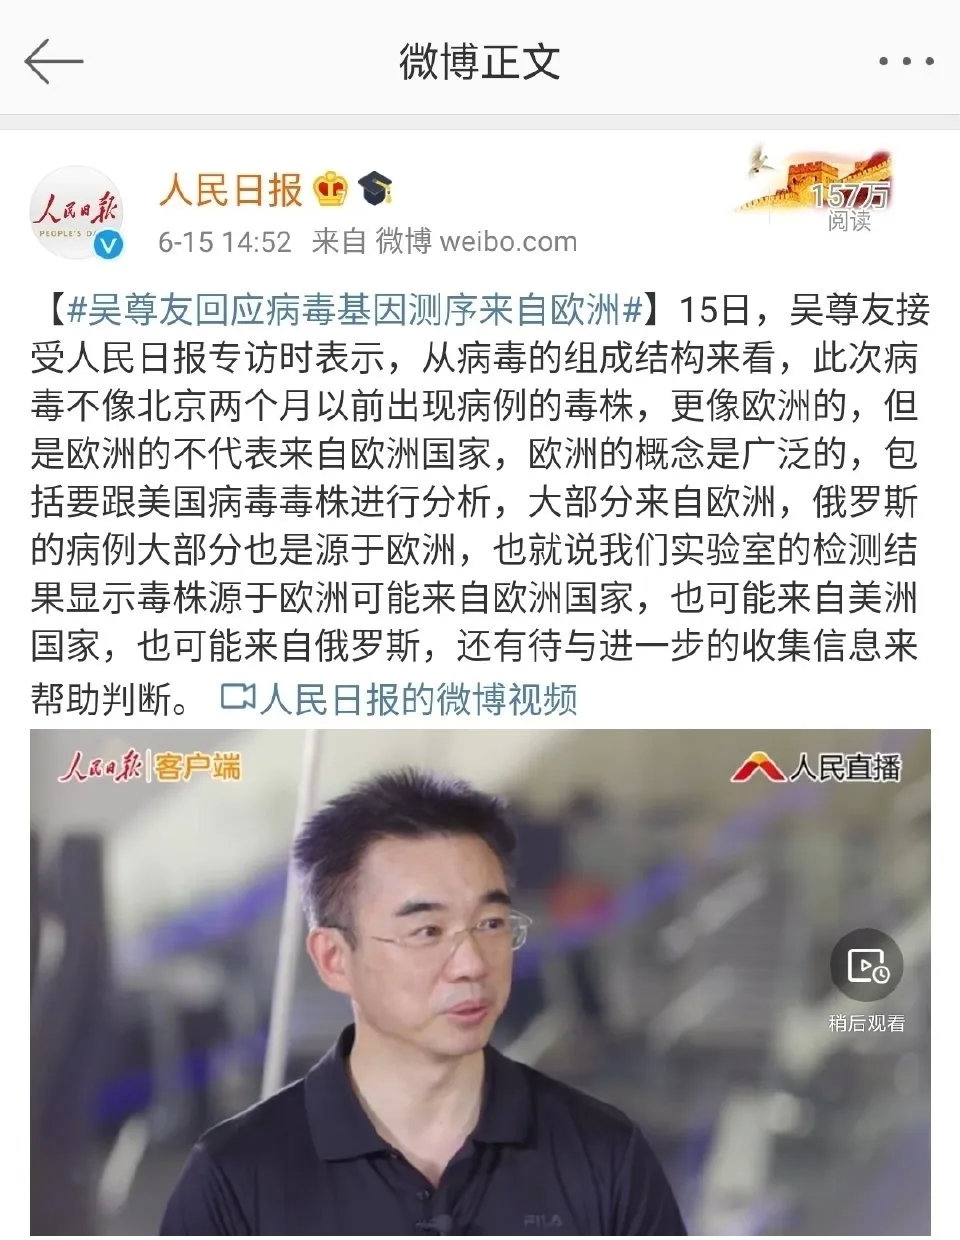 微博正文
人民日报
157万
阅读
人民日报
PEOPLE'S DA
6-15 14:52 来自 微博 weibo.com
【#吴尊友回应病毒基因测序来自欧洲#】15日，吴尊友接
受人民日报专访时表示，从病毒的组成结构来看，此次病
毒不像北京两个月以前出现病例的毒株，更像欧洲的，但
是欧洲的不代表来自欧洲国家，欧洲的概念是广泛的，包
括要跟美国病毒毒株进行分析，大部分来自欧洲，俄罗斯
的病例大部分也是源于欧洲，也就说我们实验室的检测结
果显示毒株源于欧洲可能来自欧洲国家，也可能来自美洲
国家，也可能来自俄罗斯，还有待与进一步的收集信息来
帮助判断。 人民日报的微博视频
人民日报 客户端
人民直播
稍后观看
FILA